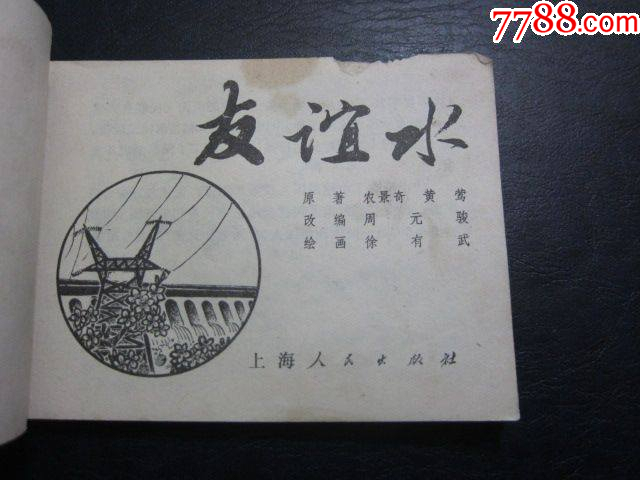 7788.com
友谊水
原著 农景奇 黄莺
改编 周元骏
绘画 徐有武
上海人民出版社